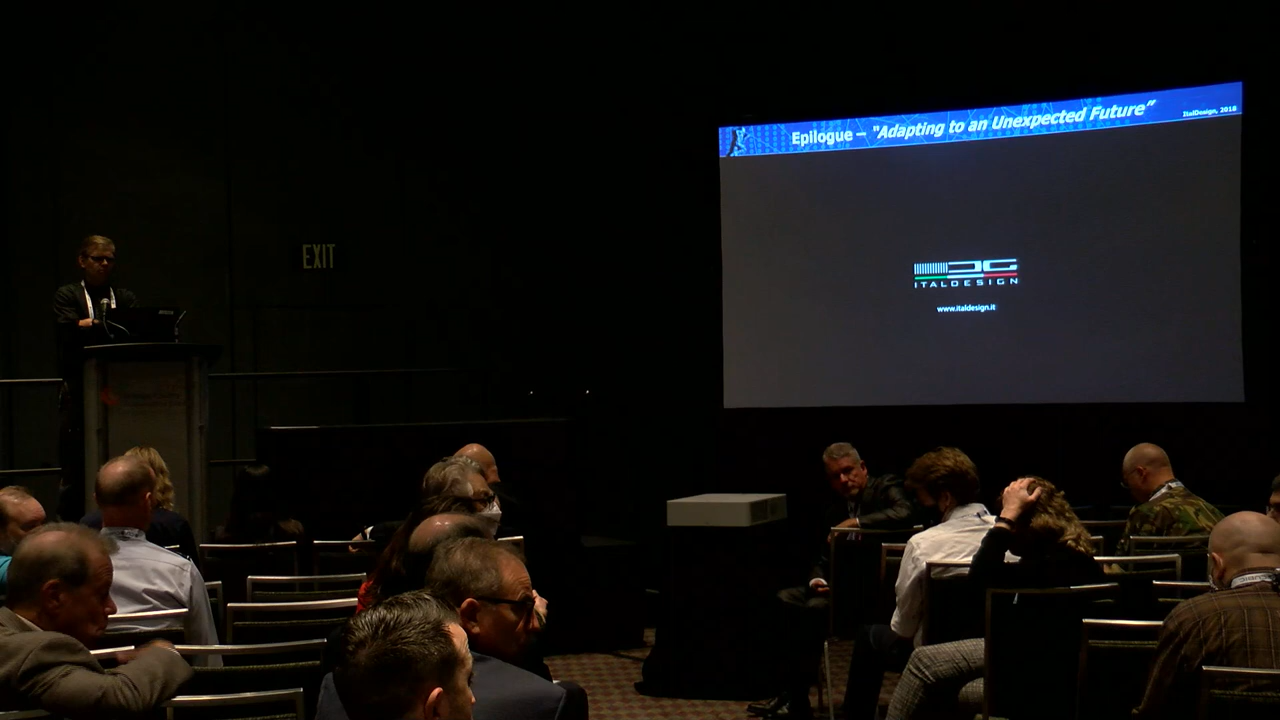 Epilogue – “Adapting to an Unexpected Future”
ItalDesign, 2018
EXIT
ITALDESIGN
www.italdesign.it